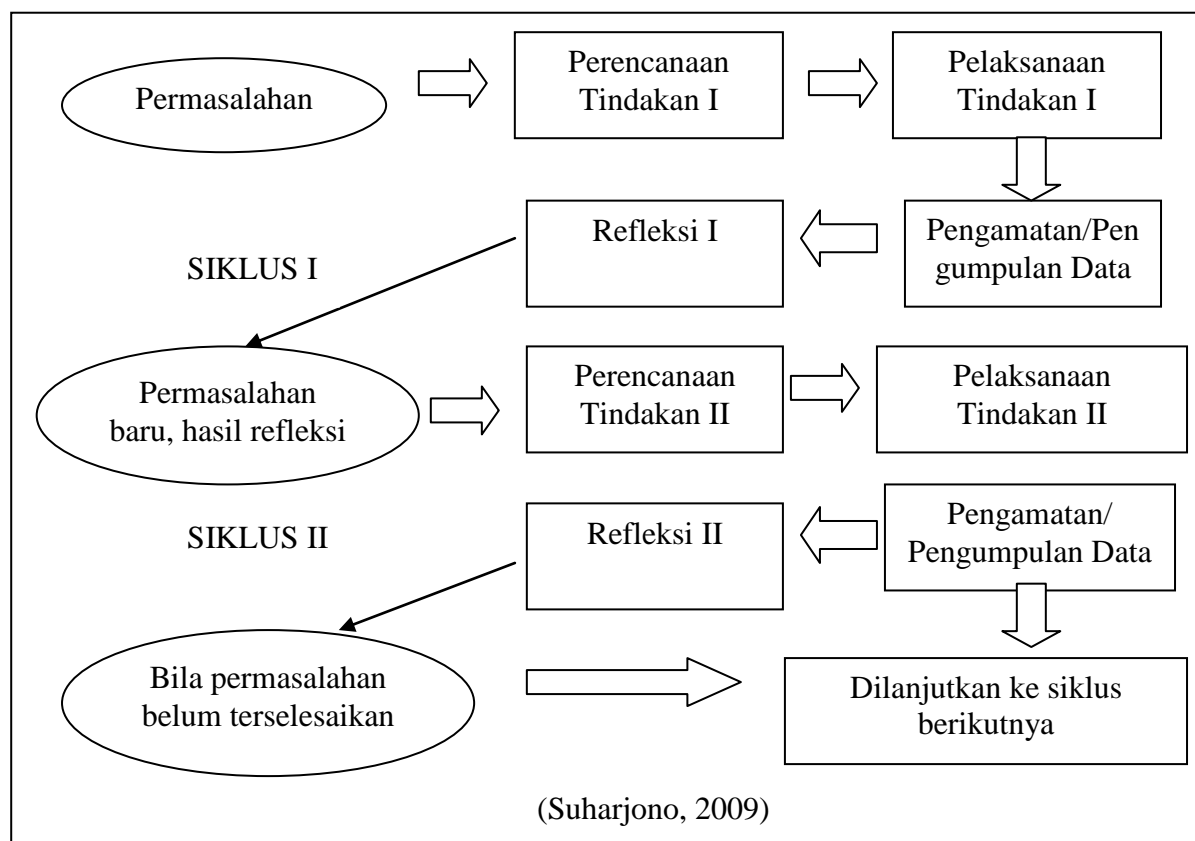 Permasalahan
Perencanaan
Tindakan I
Pelaksanaan
Tindakan I
Refleksi I
Pengamatan/Pen
gumpulan Data
SIKLUS I
Permasalahan
baru, hasil refleksi
Perencanaan
Tindakan II
Pelaksanaan
Tindakan II
SIKLUS II
Refleksi II
Pengamatan/
Pengumpulan Data
Bila permasalahan
belum terselesaikan
Dilanjutkan ke siklus
berikutnya
(Suharjono, 2009)